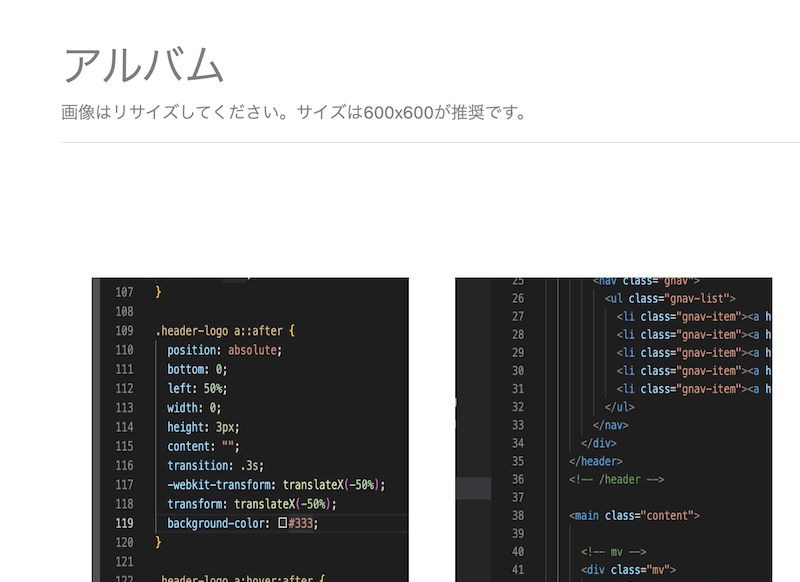 アルバム
画像はリサイズしてください。サイズは600x600が推奨です。
107 }
108
109 .header-logo a::after {
110 position: absolute;
111 bottom: 0;
112 left: 50%;
113 width: 0;
114 height: 3px;
115 content: "";
116 transition: .3s;
117 -webkit-transform: translateX(-50%);
118 transform: translateX(-50%);
119 background-color: #333;
120 }
121
122 .header-logo a:hover:after {
25 <nav class="gnav">
26 <ul class="gnav-list">
27 <li class="gnav-item"><a h
28 <li class="gnav-item"><a h
29 <li class="gnav-item"><a h
30 <li class="gnav-item"><a h
31 <li class="gnav-item"><a h
32 </ul>
33 </nav>
34 </div>
35 </header>
36 <!-- /header -->
37
38 <main class="content">
39
40 <!-- mv -->
41 <div class="mv">